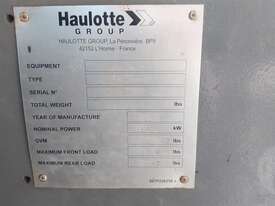 Haulotte
GROUP
HAULOTTE GROUP, La Péronnière, BP9
42152 L'Horme - France
EQUIPMENT
TYPE
SERIAL N°
TOTAL WEIGHT lbs
YEAR OF MANUFACTURE
NOMINAL POWER kW
GVM lbs
MAXIMUM FRONT LOAD lbs
MAXIMUM REAR LOAD lbs